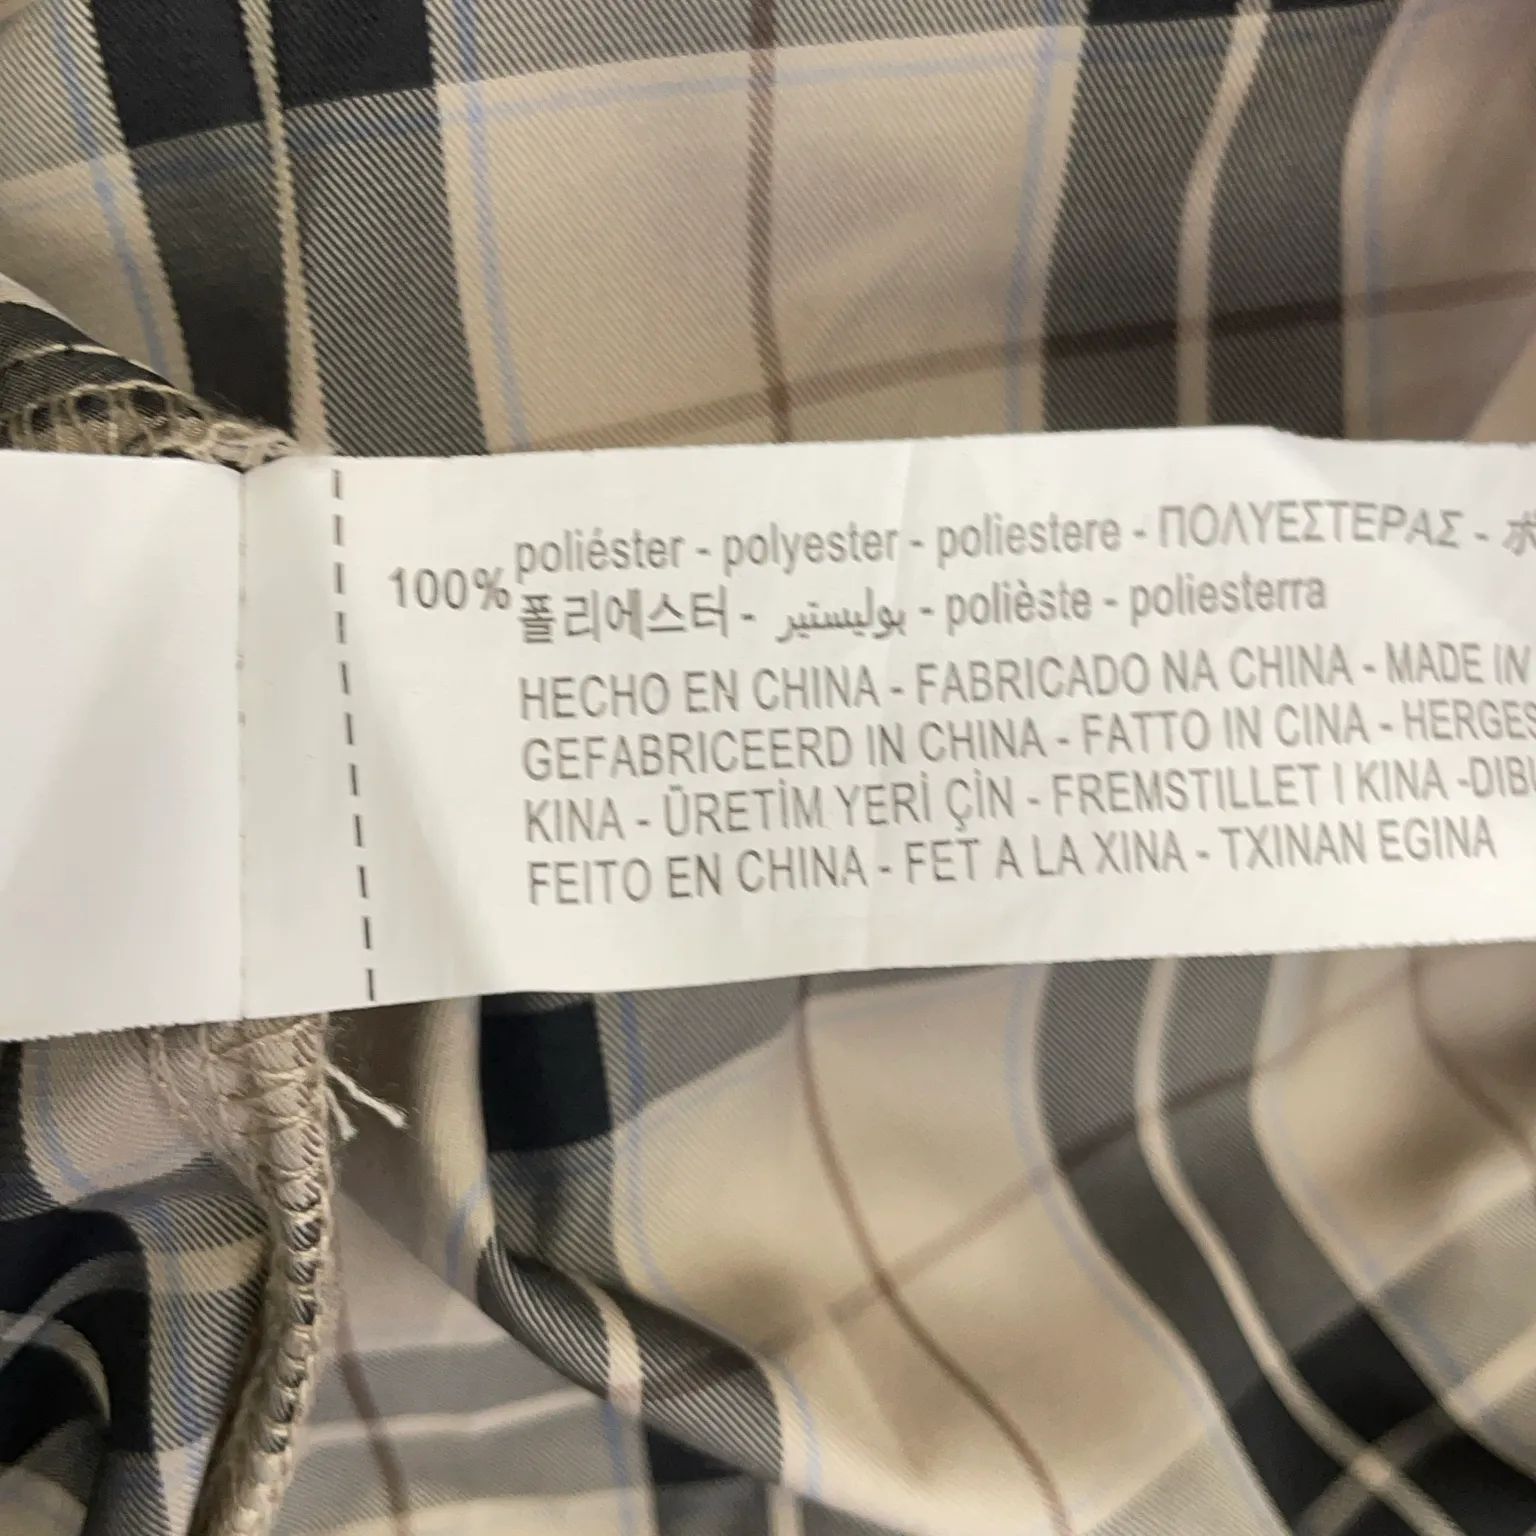 100% poliéster - polyester - poliestere - ΠΟΛΥΕΣΤΕΡΑΣ -
폴리에스터 - بوليستير - polièste - poliesterra
HECHO EN CHINA - FABRICADO NA CHINA - MADE IN
GEFABRICEERD IN CHINA - FATTO IN CINA - HERGES
KINA - ÜRETİM YERİ ÇİN - FREMSTILLET I KINA -DIBU
FEITO EN CHINA - FET A LA XINA - TXINAN EGINA